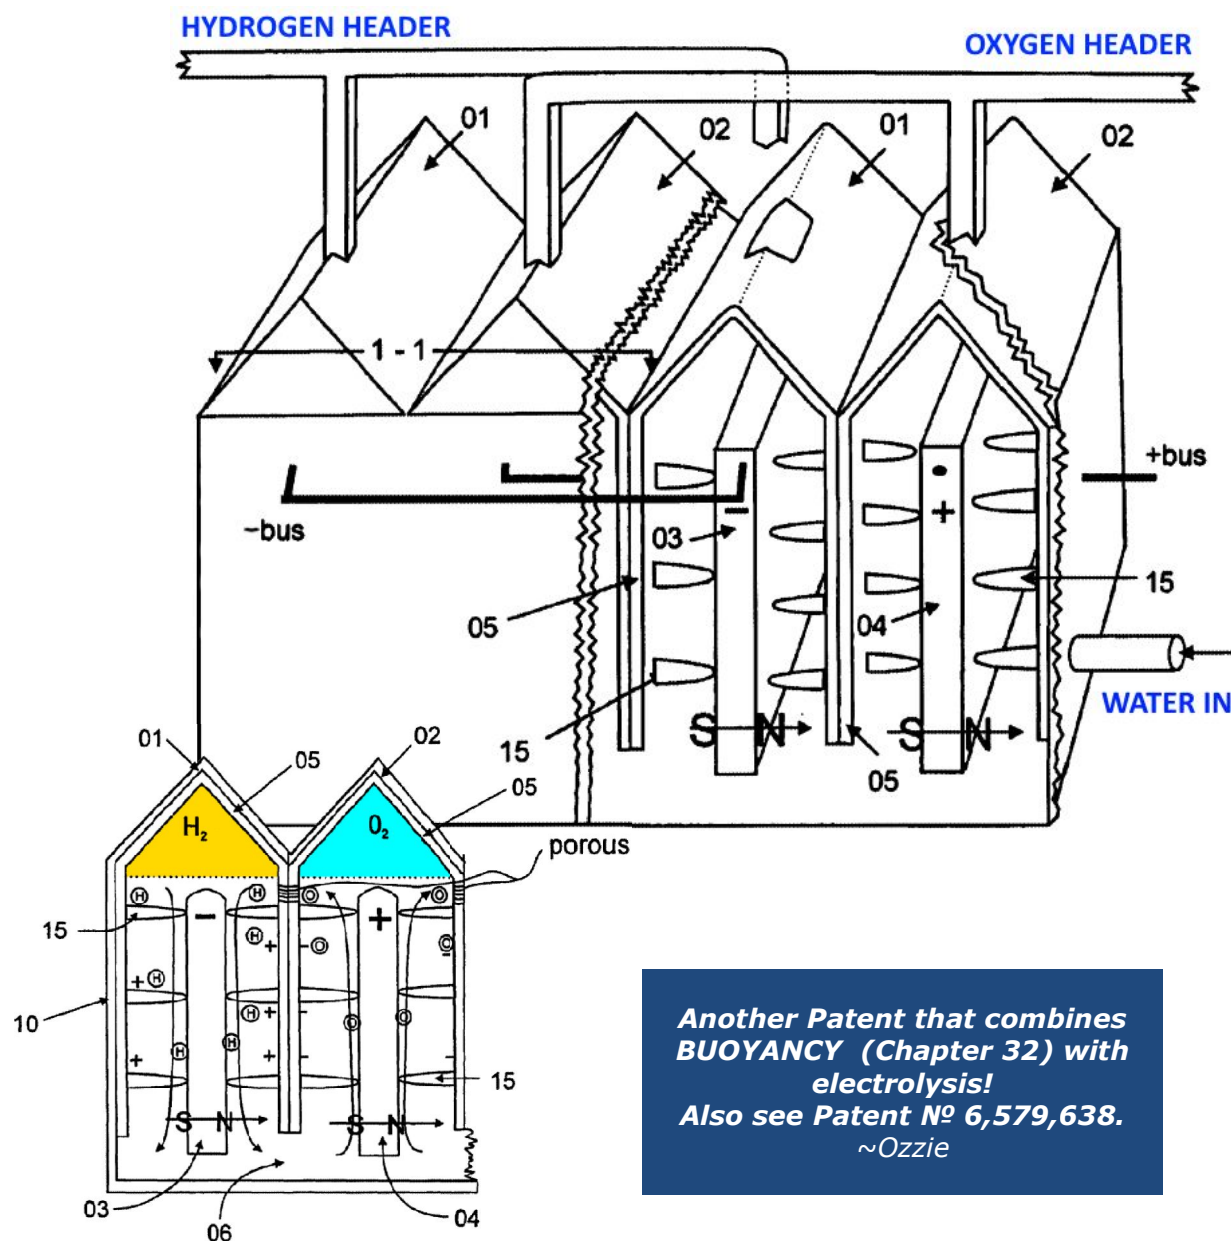 HYDROGEN HEADER
OXYGEN HEADER
01
02
01
02
1 - 1
~bus
+bus
03
04
05
15
15
05
WATER IN
S N
S N
01
05
02
05
H₂
0₂
porous
H
H
O
O
15
−
+
H
+
−
O
+
H
H
+
−
10
H
H
O
O
+
+
−
−
15
S N
S N
03
06
04
−
•
+
Another Patent that combines
BUOYANCY (Chapter 32) with
electrolysis!
Also see Patent № 6,579,638.
~Ozzie